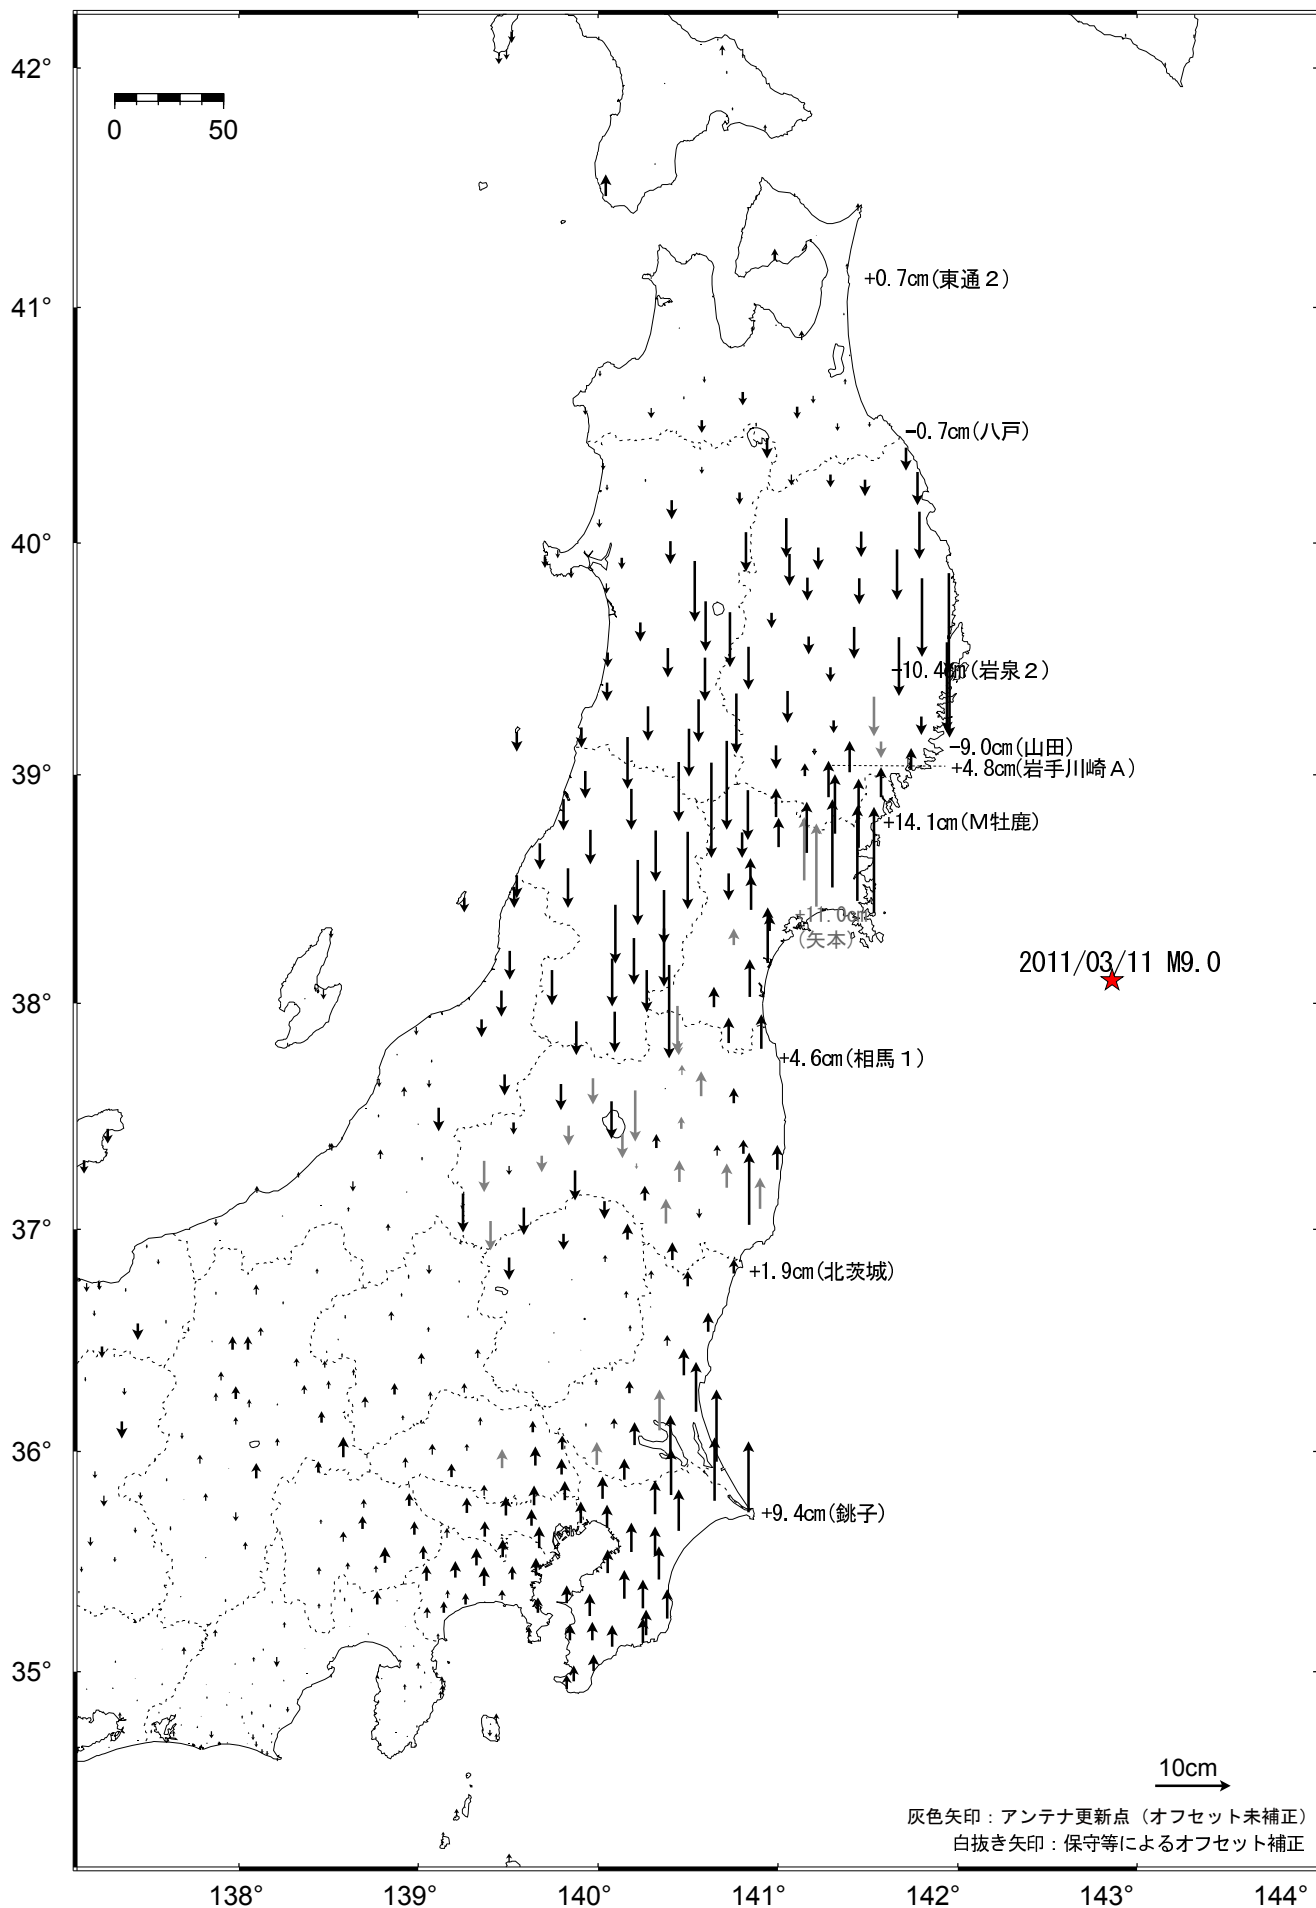 42°
0 50
41°
+0.7cm(東通２)
-0.7cm(八戸)
40°
-10.4cm(岩泉２)
39°
-9.0cm(山田)
+4.8cm(岩手川崎Ａ)
+14.1cm(Ｍ牡鹿)
+11.0cm
(矢本)
2011/03/11 M9.0
38°
+4.6cm(相馬１)
37°
+1.9cm(北茨城)
36°
+9.4cm(銚子)
35°
10cm
灰色矢印：アンテナ更新点（オフセット未補正）
白抜き矢印：保守等によるオフセット補正
138° 139° 140° 141° 142° 143° 144°